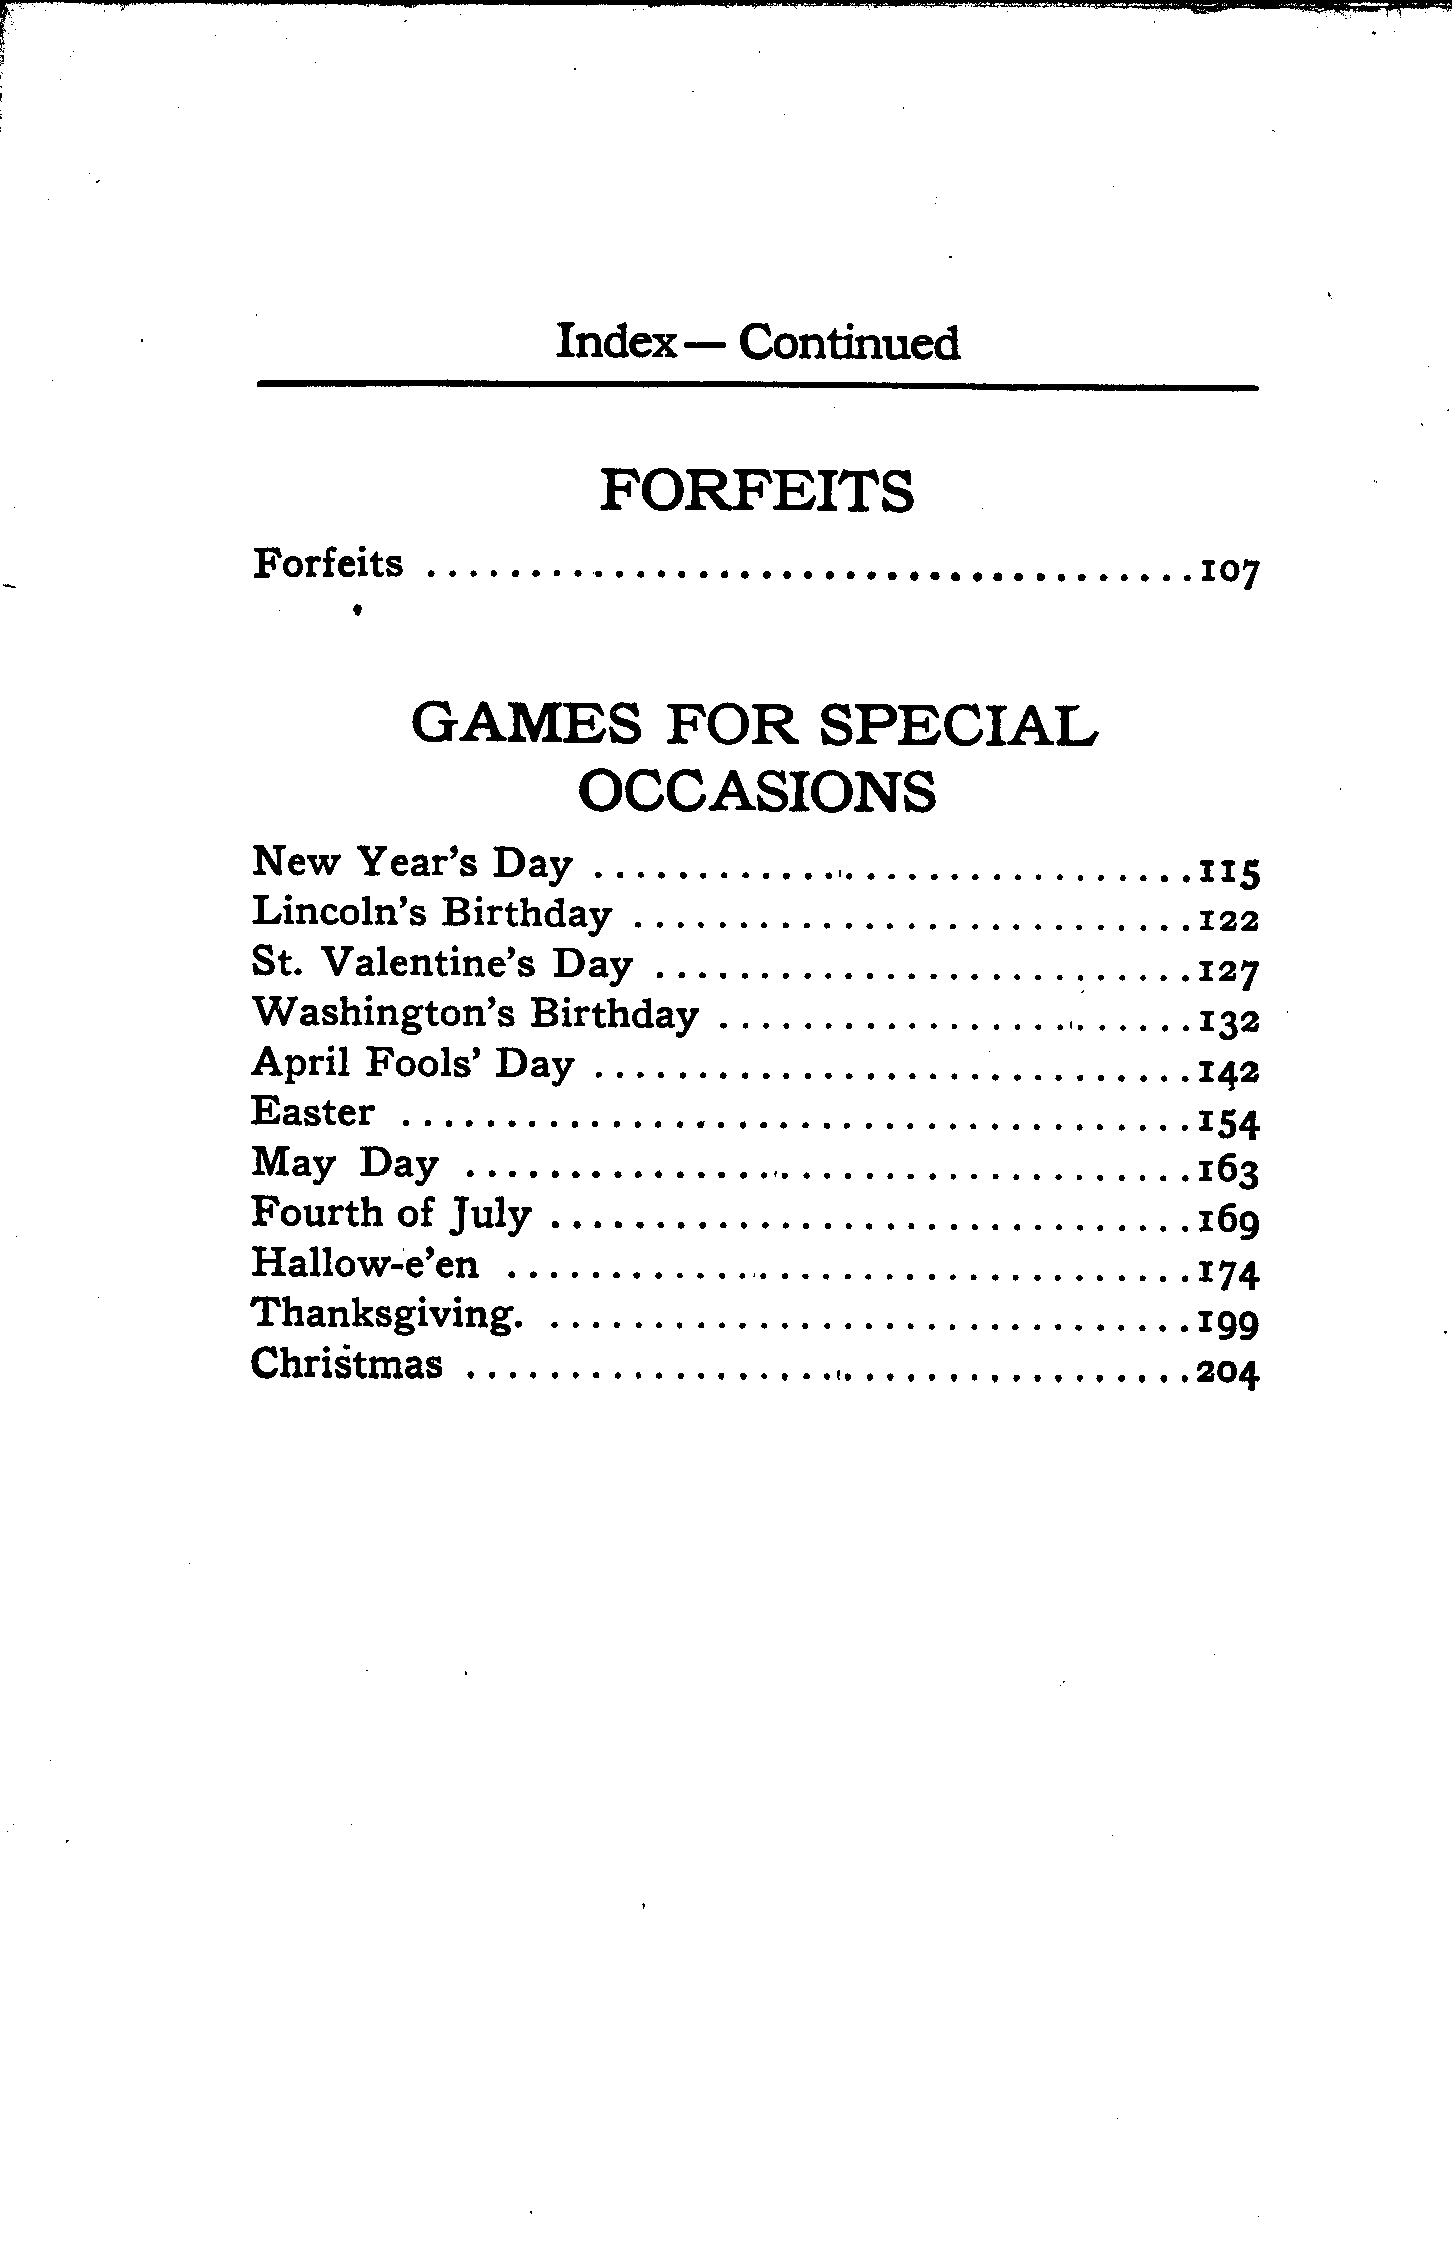 Index — Continued
FORFEITS
Forfeits .....................................107
GAMES FOR SPECIAL
OCCASIONS
New Year's Day .............................115
Lincoln's Birthday ...........................122
St. Valentine's Day ..........................127
Washington's Birthday .......................132
April Fools' Day .............................142
Easter ......................................154
May Day ...................................163
Fourth of July ...............................169
Hallow-e'en .................................174
Thanksgiving. ...............................199
Christmas ...................................204